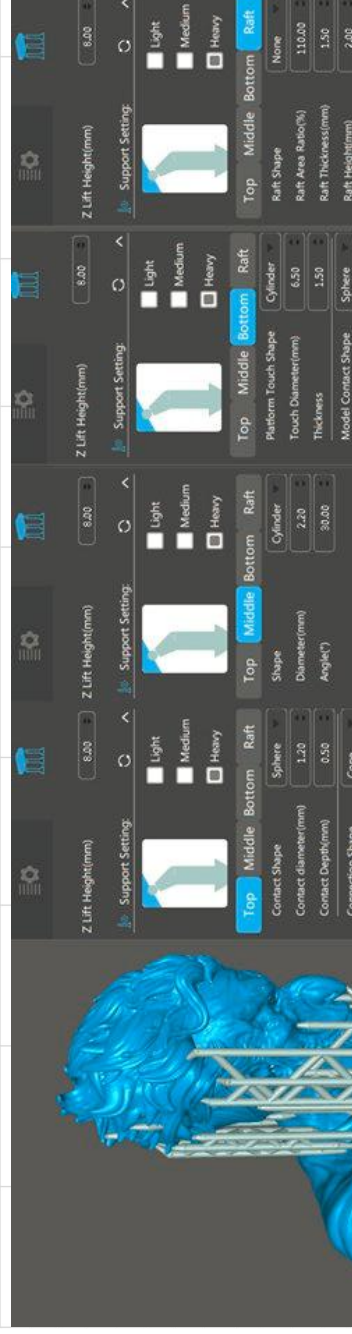 Z Lift Height(mm) 8.00
Support Setting:
Light
Medium
Heavy
Top Middle Bottom Raft
Contact Shape Sphere
Contact diameter(mm) 1.20
Contact Depth(mm) 0.50
Z Lift Height(mm) 8.00
Support Setting:
Light
Medium
Heavy
Top Middle Bottom Raft
Shape Cylinder
Diameter(mm) 2.20
Angle(°) 30.00
Z Lift Height(mm) 8.00
Support Setting:
Light
Medium
Heavy
Top Middle Bottom Raft
Platform Touch Shape Cylinder
Touch Diameter(mm) 6.50
Thickness 1.50
Model Contact Shape Sphere
Z Lift Height(mm) 8.00
Support Setting:
Light
Medium
Heavy
Top Middle Bottom Raft
Raft Shape None
Raft Area Ratio(%) 110.00
Raft Thickness(mm) 1.50
Raft Height(mm) 2.00